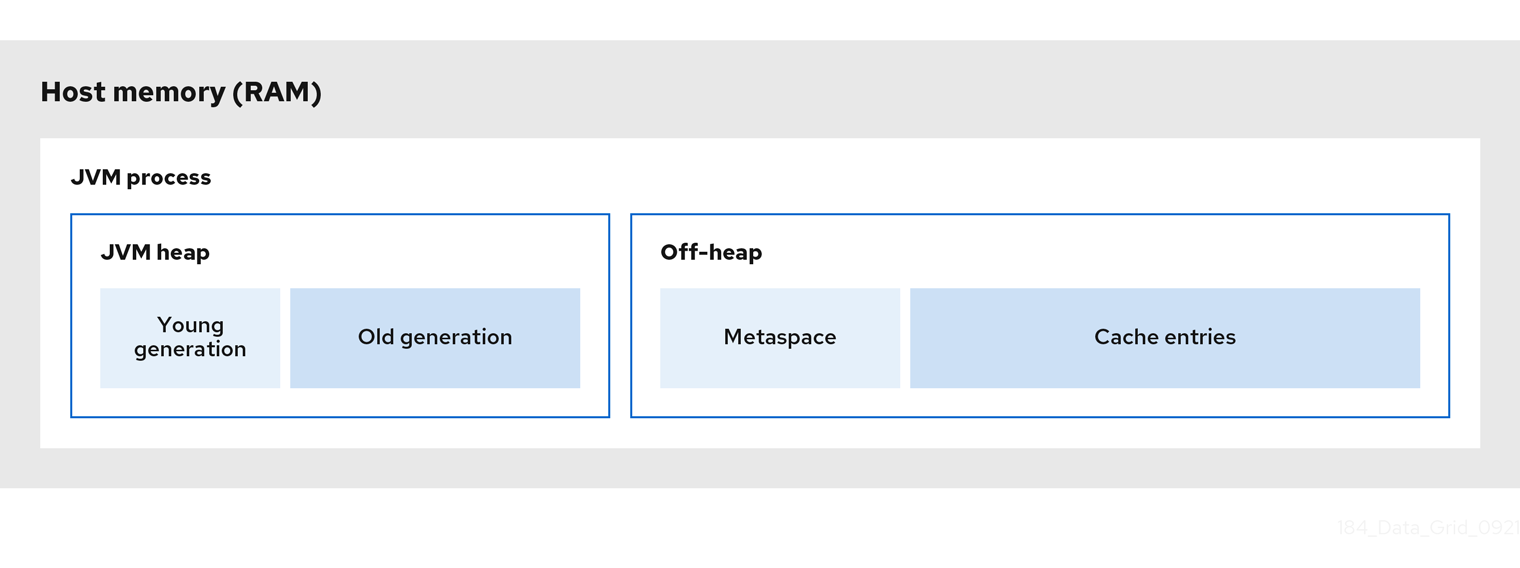 Host memory (RAM)
JVM process
JVM heap
Young
generation
Old generation
Off-heap
Metaspace
Cache entries
184_Data_Grid_0921